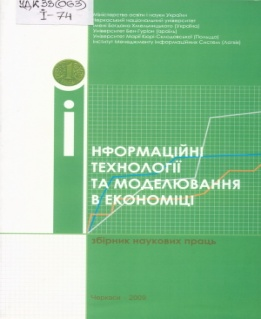 УДК 33(063)
І-74
Міністерство освіти і науки України
Черкаський національний університет
імені Богдана Хмельницького (Україна)
Університет Бен-Гуріон (Ізраїль)
Університет Марії Кюрі-Склодовської (Польща)
Інститут Менеджменту Інформаційних Систем (Латвія)
ІНФОРМАЦІЙНІ
ТЕХНОЛОГІЇ
ТА МОДЕЛЮВАННЯ
В ЕКОНОМІЦІ
збірник наукових праць
Черкаси